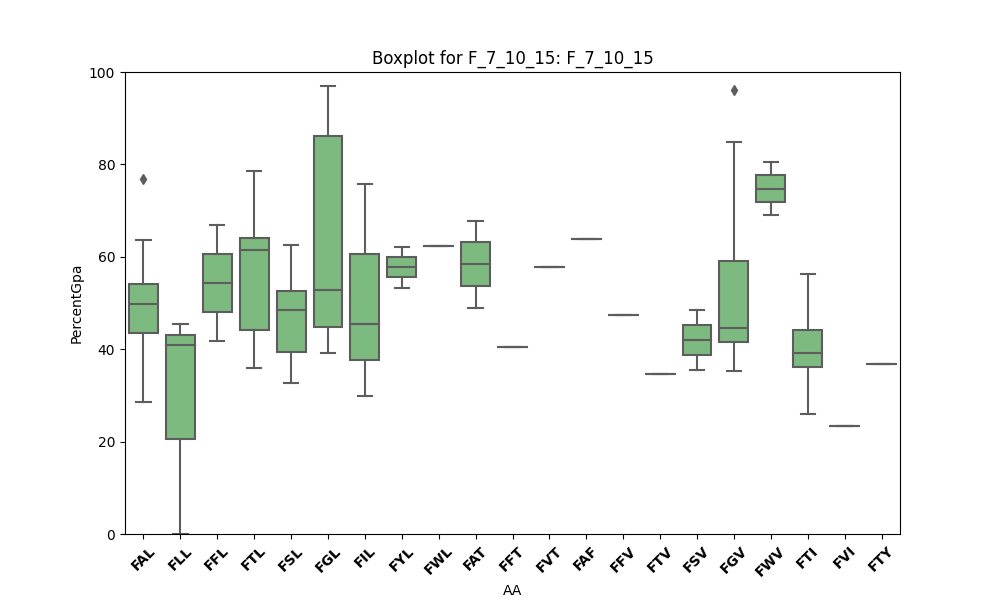 Boxplot for F_7_10_15: F_7_10_15
PercentGpa
100
80
60
40
20
0
FAL FLL FFL FTL FSL FGL FIL FYL FWL FAT FFT FVT FAF FFV FTV FSV FGV FWV FTI FVI FTY
AA